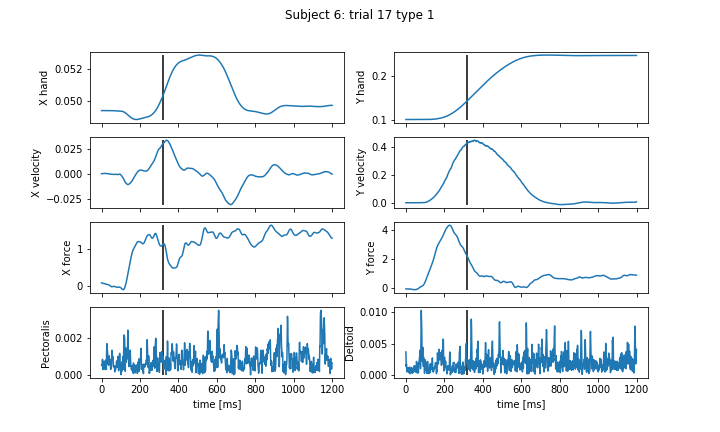 Subject 6: trial 17 type 1
X hand
0.052
0.050
Y hand
0.2
0.1
X velocity
0.025
0.000
−0.025
Y velocity
0.4
0.2
0.0
X force
1
0
Y force
4
2
0
Pectoralis
0.002
0.000
Deltoid
0.010
0.005
0.000
0 200 400 600 800 1000 1200
0 200 400 600 800 1000 1200
time [ms]
time [ms]